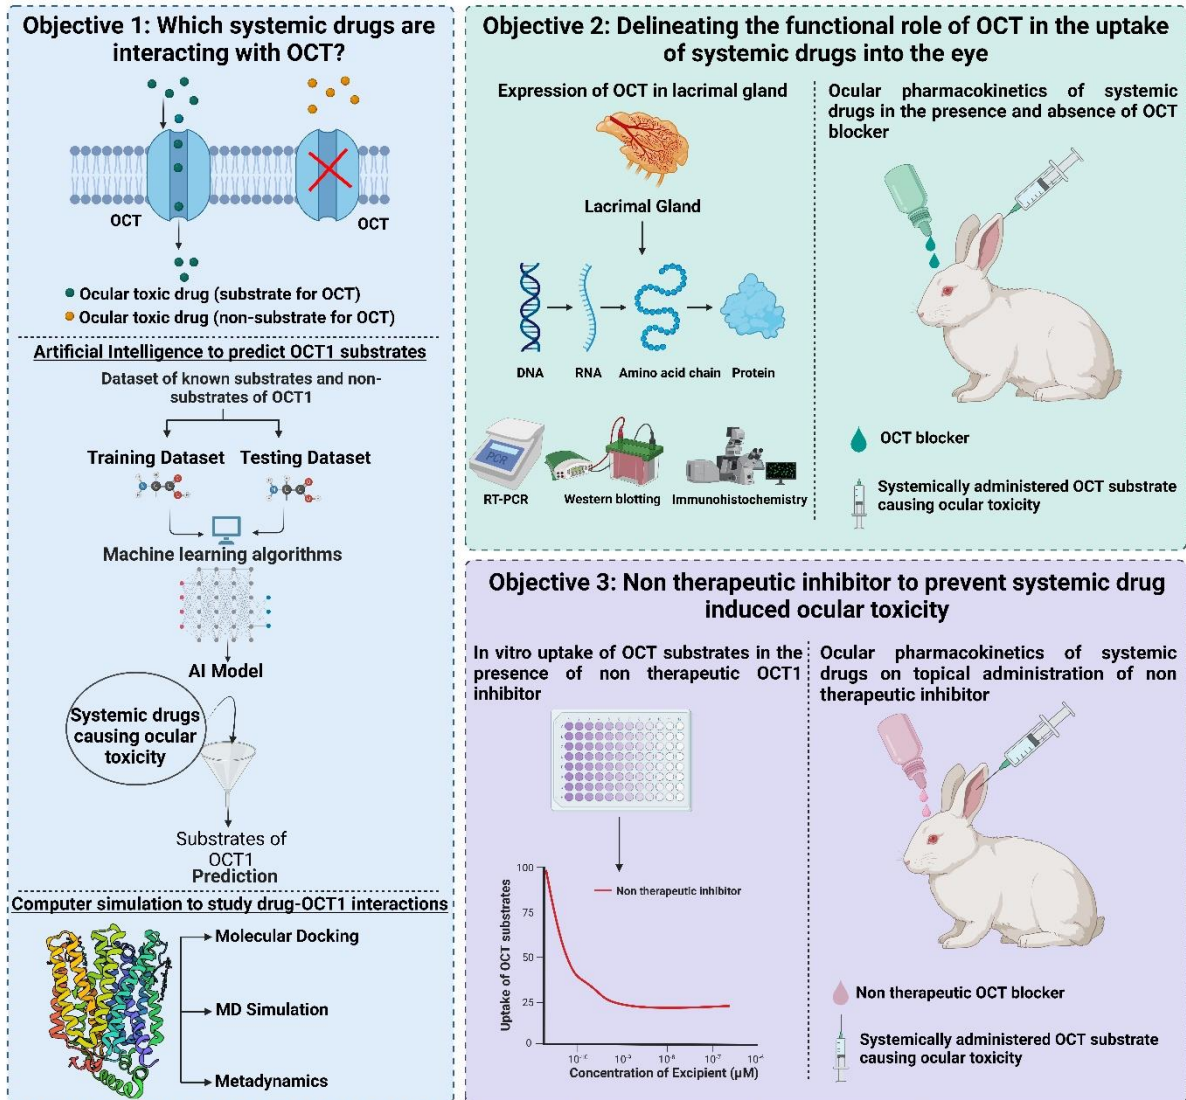 Objective 1: Which systemic drugs are
interacting with OCT?
OCT
OCT
Ocular toxic drug (substrate for OCT)
Ocular toxic drug (non-substrate for OCT)
Artificial Intelligence to predict OCT1 substrates
Dataset of known substrates and non-
substrates of OCT1
Training Dataset
Testing Dataset
Machine learning algorithms
AI Model
Systemic drugs
causing ocular
toxicity
Substrates of
OCT1
Prediction
Computer simulation to study drug-OCT1 interactions
Molecular Docking
MD Simulation
Metadynamics
Objective 2: Delineating the functional role of OCT in the uptake
of systemic drugs into the eye
Expression of OCT in lacrimal gland
Lacrimal Gland
DNA
RNA
Amino acid chain
Protein
PCR
RT-PCR
Western blotting
Immunohistochemistry
Ocular pharmacokinetics of systemic
drugs in the presence and absence of OCT
blocker
OCT blocker
Systemically administered OCT substrate
causing ocular toxicity
Objective 3: Non therapeutic inhibitor to prevent systemic drug
induced ocular toxicity
In vitro uptake of OCT substrates in the
presence of non therapeutic OCT1
inhibitor
Uptake of OCT substrates
100
75
50
25
0
Non therapeutic inhibitor
Concentration of Excipient (µM)
Ocular pharmacokinetics of systemic
drugs on topical administration of non
therapeutic inhibitor
Non therapeutic OCT blocker
Systemically administered OCT substrate
causing ocular toxicity